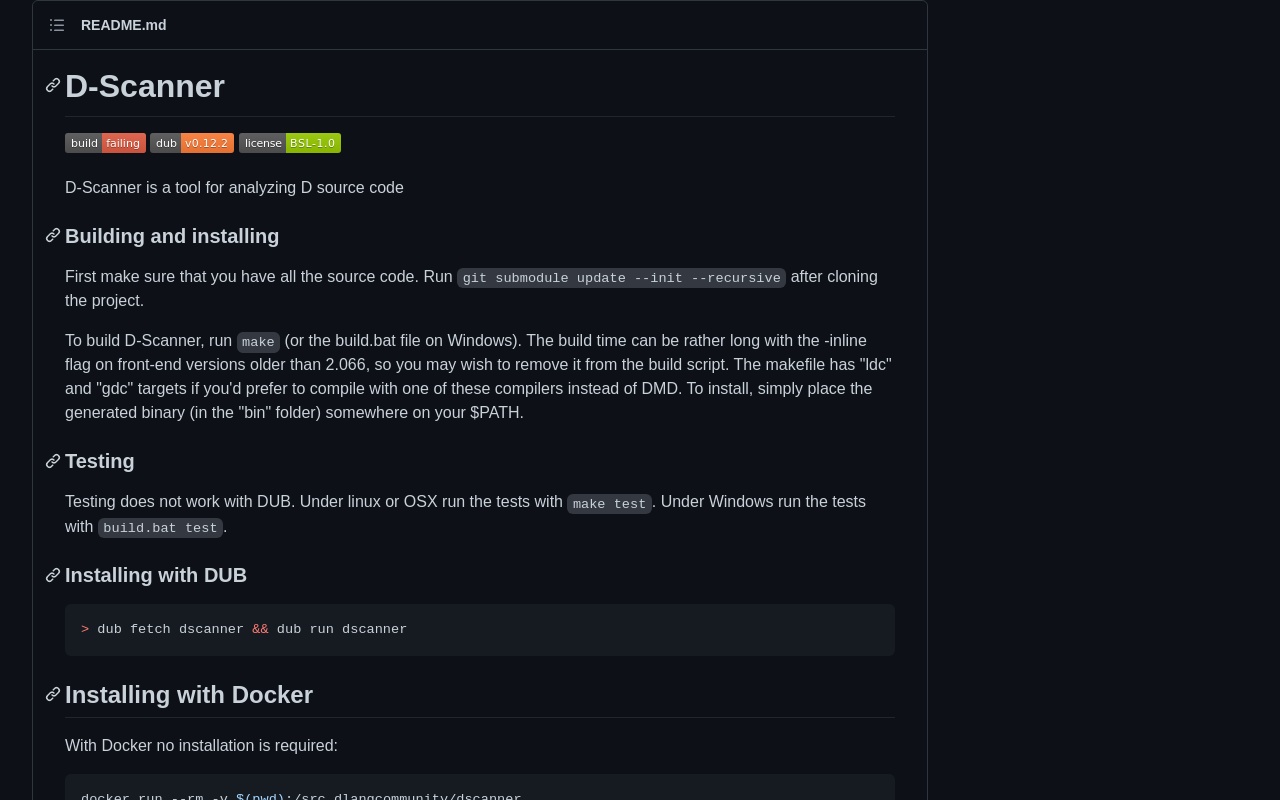 README.md
D-Scanner
build failing dub v0.12.2 license BSL-1.0
D-Scanner is a tool for analyzing D source code
Building and installing
First make sure that you have all the source code. Run git submodule update --init --recursive after cloning
the project.
To build D-Scanner, run make (or the build.bat file on Windows). The build time can be rather long with the -inline
flag on front-end versions older than 2.066, so you may wish to remove it from the build script. The makefile has "ldc"
and "gdc" targets if you'd prefer to compile with one of these compilers instead of DMD. To install, simply place the
generated binary (in the "bin" folder) somewhere on your $PATH.
Testing
Testing does not work with DUB. Under linux or OSX run the tests with make test. Under Windows run the tests
with build.bat test.
Installing with DUB
> dub fetch dscanner && dub run dscanner
Installing with Docker
With Docker no installation is required:
docker run --rm -v $(pwd):/src dlangcommunity/dscanner